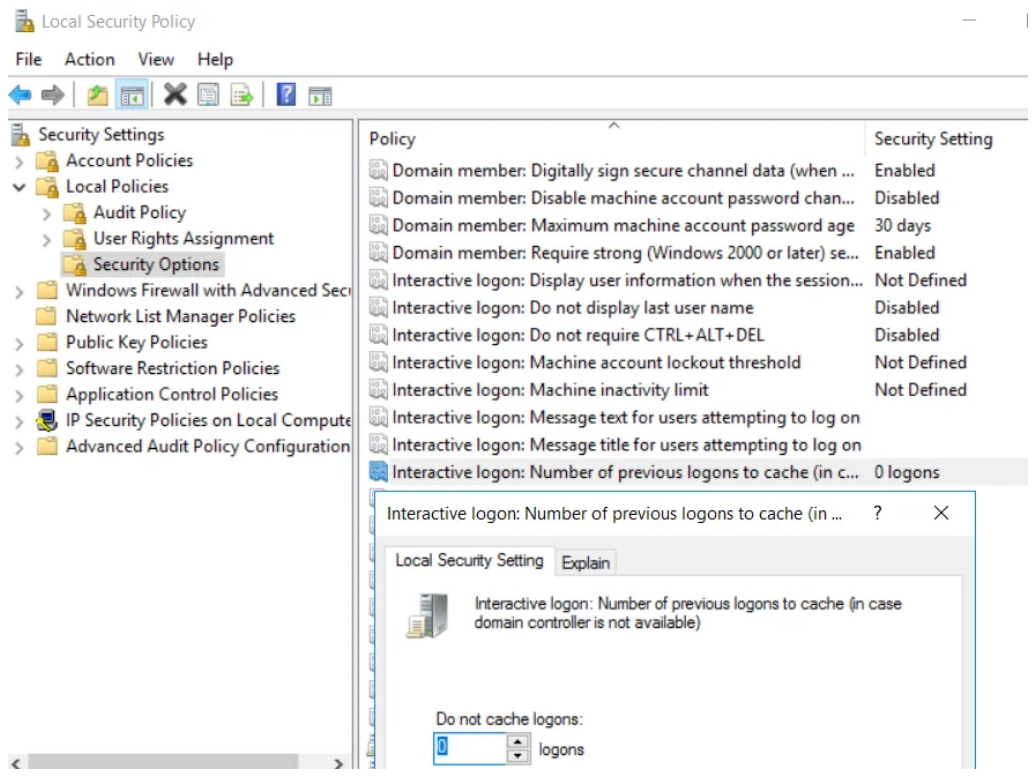 Local Security Policy
File Action View Help
Security Settings
Account Policies
Local Policies
Audit Policy
User Rights Assignment
Security Options
Windows Firewall with Advanced Secu
Network List Manager Policies
Public Key Policies
Software Restriction Policies
Application Control Policies
IP Security Policies on Local Compute
Advanced Audit Policy Configuration
Policy Security Setting
Domain member: Digitally sign secure channel data (when ... Enabled
Domain member: Disable machine account password chan... Disabled
Domain member: Maximum machine account password age 30 days
Domain member: Require strong (Windows 2000 or later) se... Enabled
Interactive logon: Display user information when the session... Not Defined
Interactive logon: Do not display last user name Disabled
Interactive logon: Do not require CTRL+ALT+DEL Disabled
Interactive logon: Machine account lockout threshold Not Defined
Interactive logon: Machine inactivity limit Not Defined
Interactive logon: Message text for users attempting to log on
Interactive logon: Message title for users attempting to log on
Interactive logon: Number of previous logons to cache (in c... 0 logons
Interactive logon: Number of previous logons to cache (in ... ?
Local Security Setting Explain
Interactive logon: Number of previous logons to cache (in case
domain controller is not available)
Do not cache logons:
0 logons